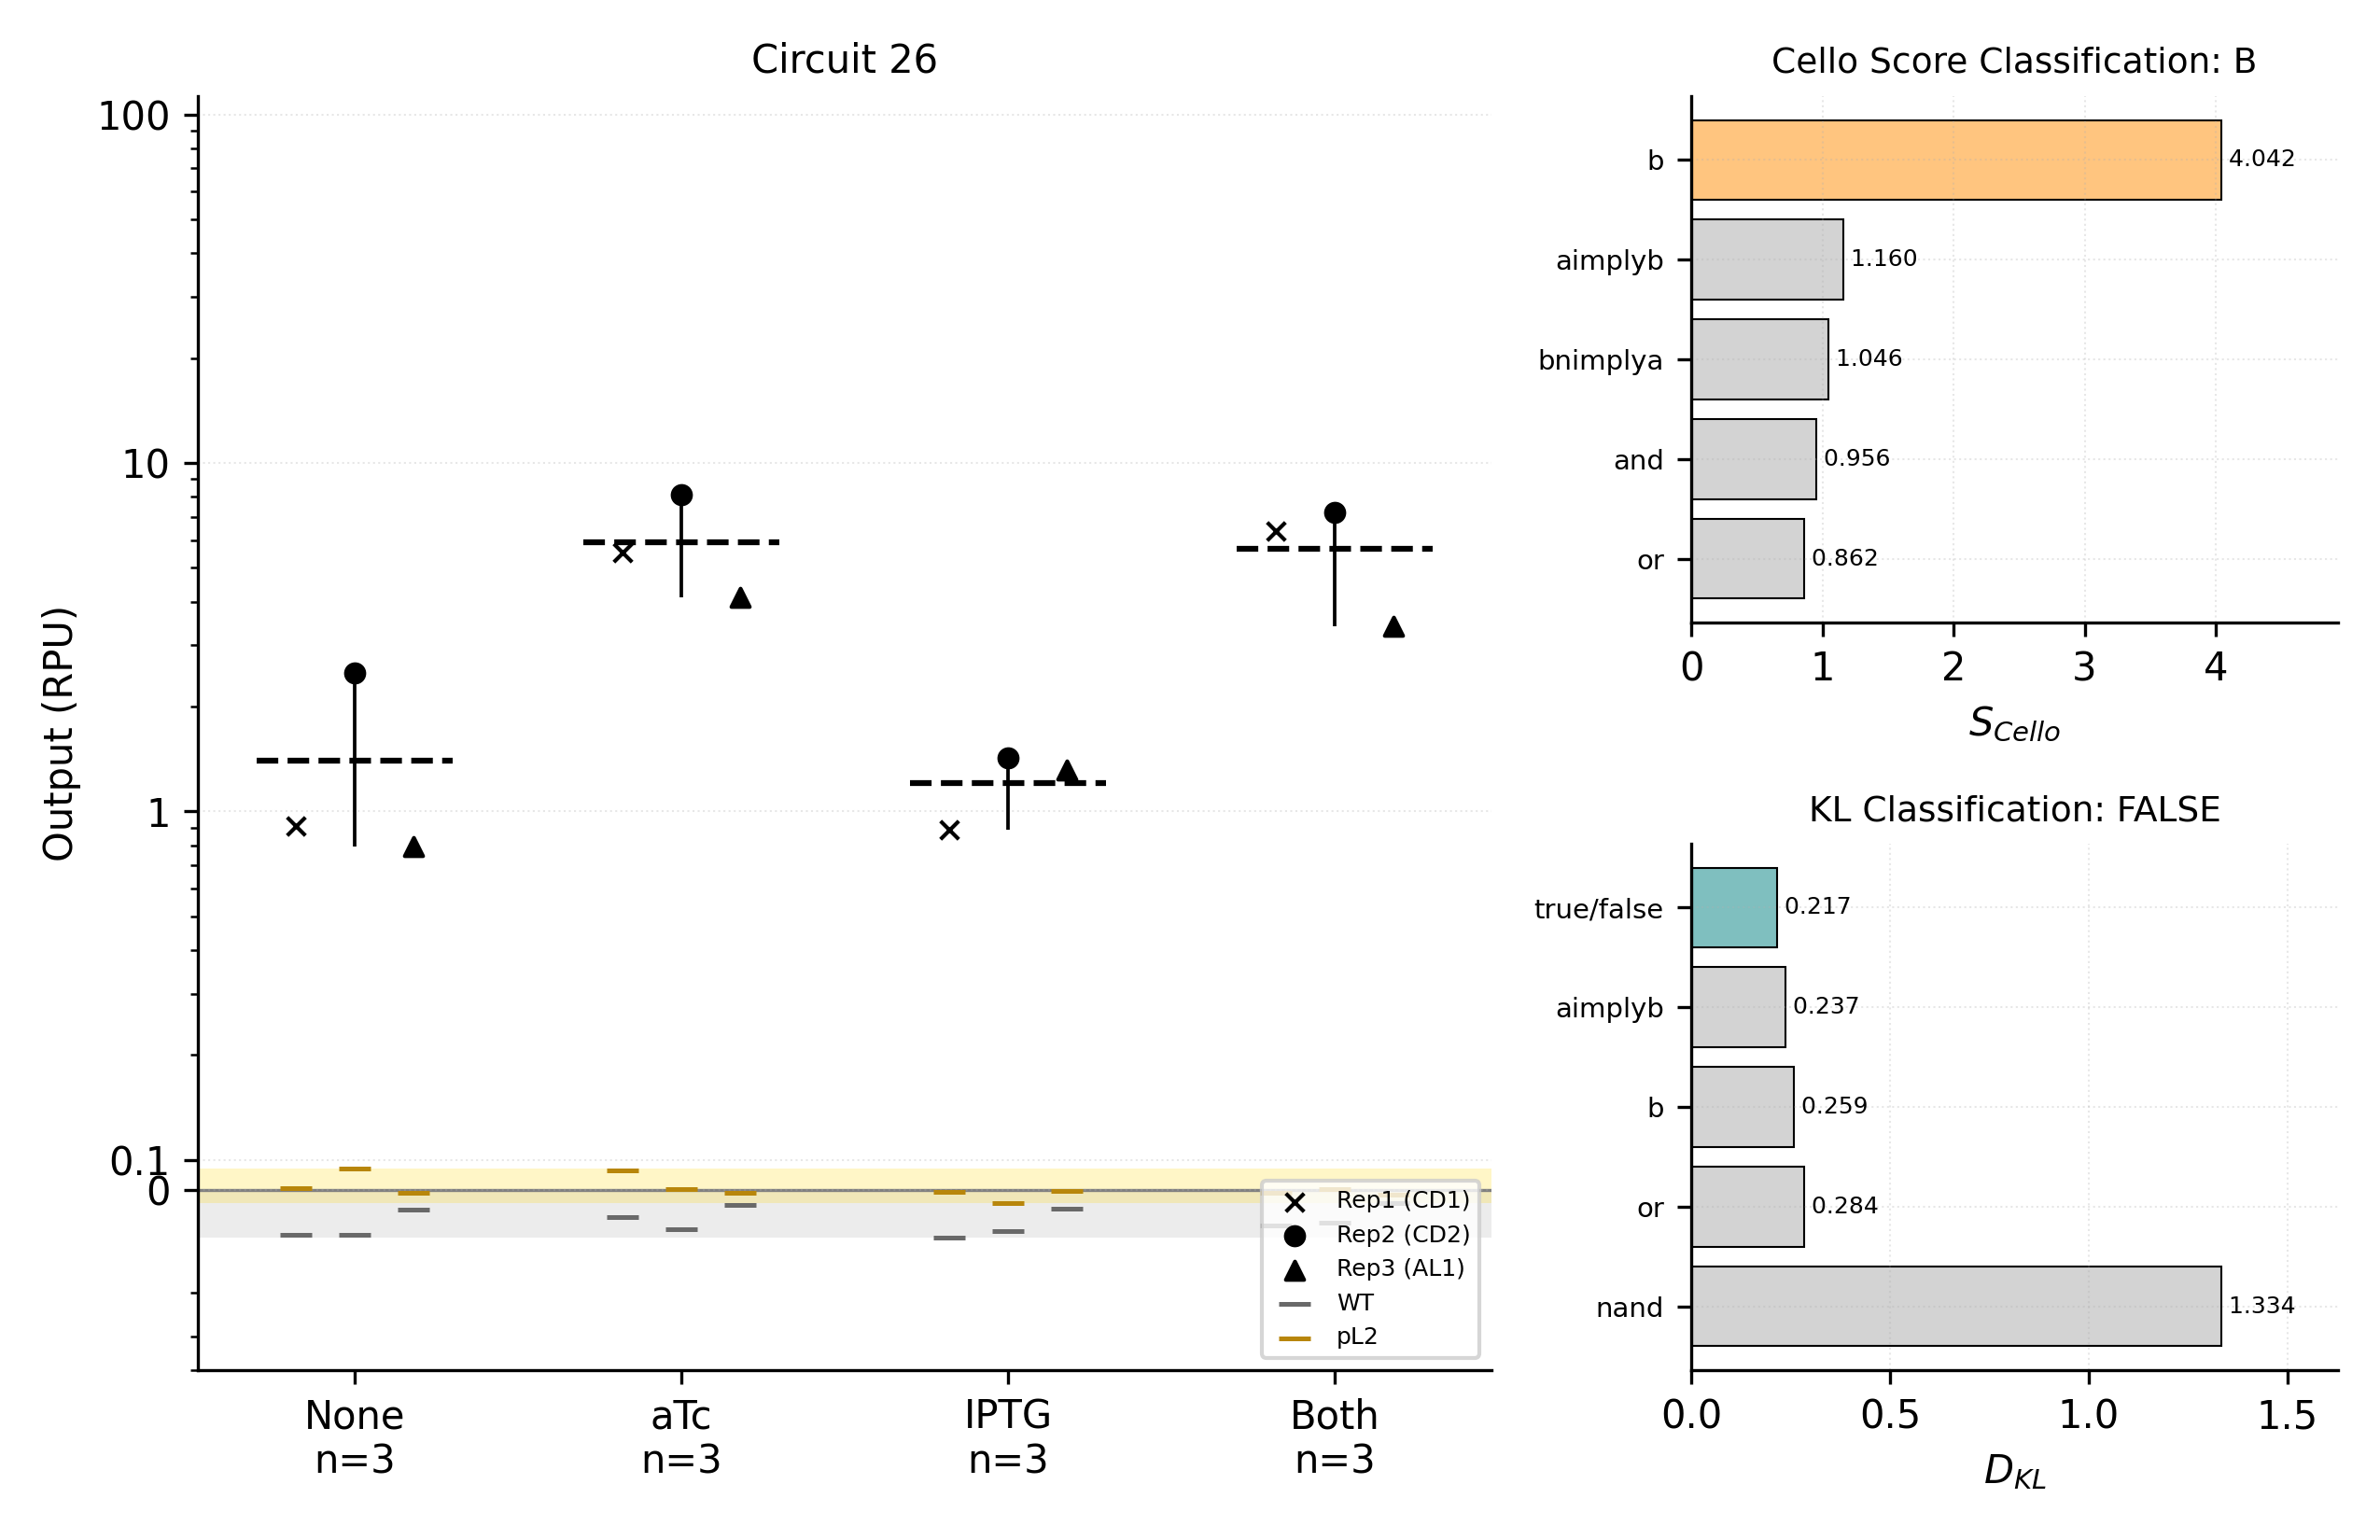 Circuit 26
Output (RPU)
100
10
1
0.1
0
None
n=3
aTc
n=3
IPTG
n=3
Both
n=3
Rep1 (CD1)
Rep2 (CD2)
Rep3 (AL1)
WT
pL2
Cello Score Classification: B
b
4.042
aimplyb
1.160
bnimplya
1.046
and
0.956
or
0.862
0 1 2 3 4
S_Cello
KL Classification: FALSE
true/false
0.217
aimplyb
0.237
b
0.259
or
0.284
nand
1.334
0.0 0.5 1.0 1.5
D_KL